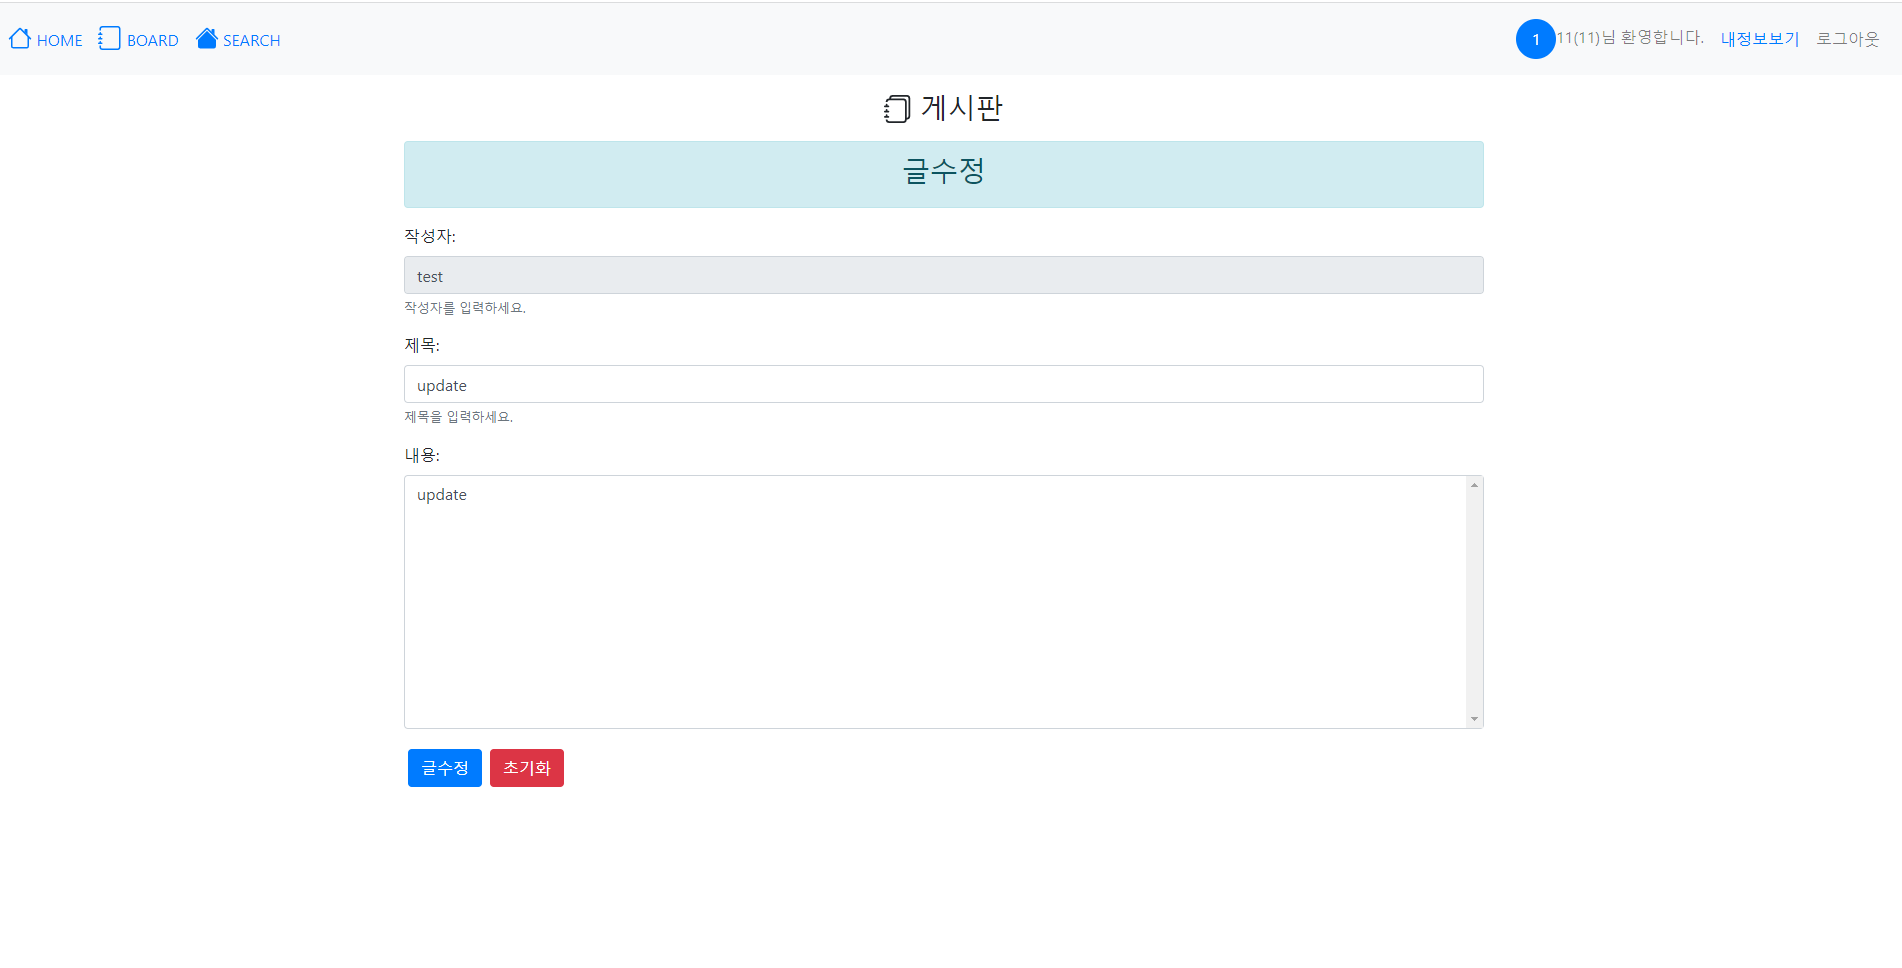 HOME BOARD SEARCH 1 11(11)님 환영합니다. 내정보보기 로그아웃
게시판
글수정
작성자:
test
작성자를 입력하세요.
제목:
update
제목을 입력하세요.
내용:
update
글수정 초기화